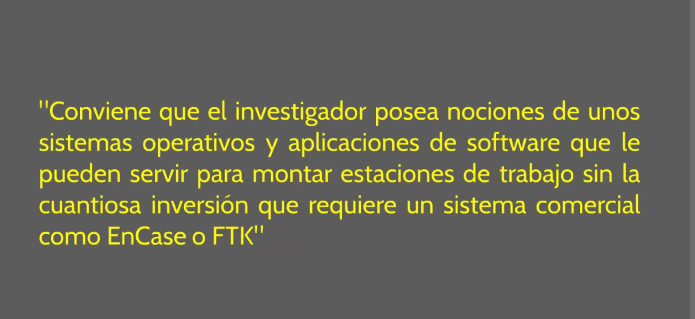 "Conviene que el investigador posea nociones de unos
sistemas operativos y aplicaciones de software que le
pueden servir para montar estaciones de trabajo sin la
cuantiosa inversión que requiere un sistema comercial
como EnCase o FTK"